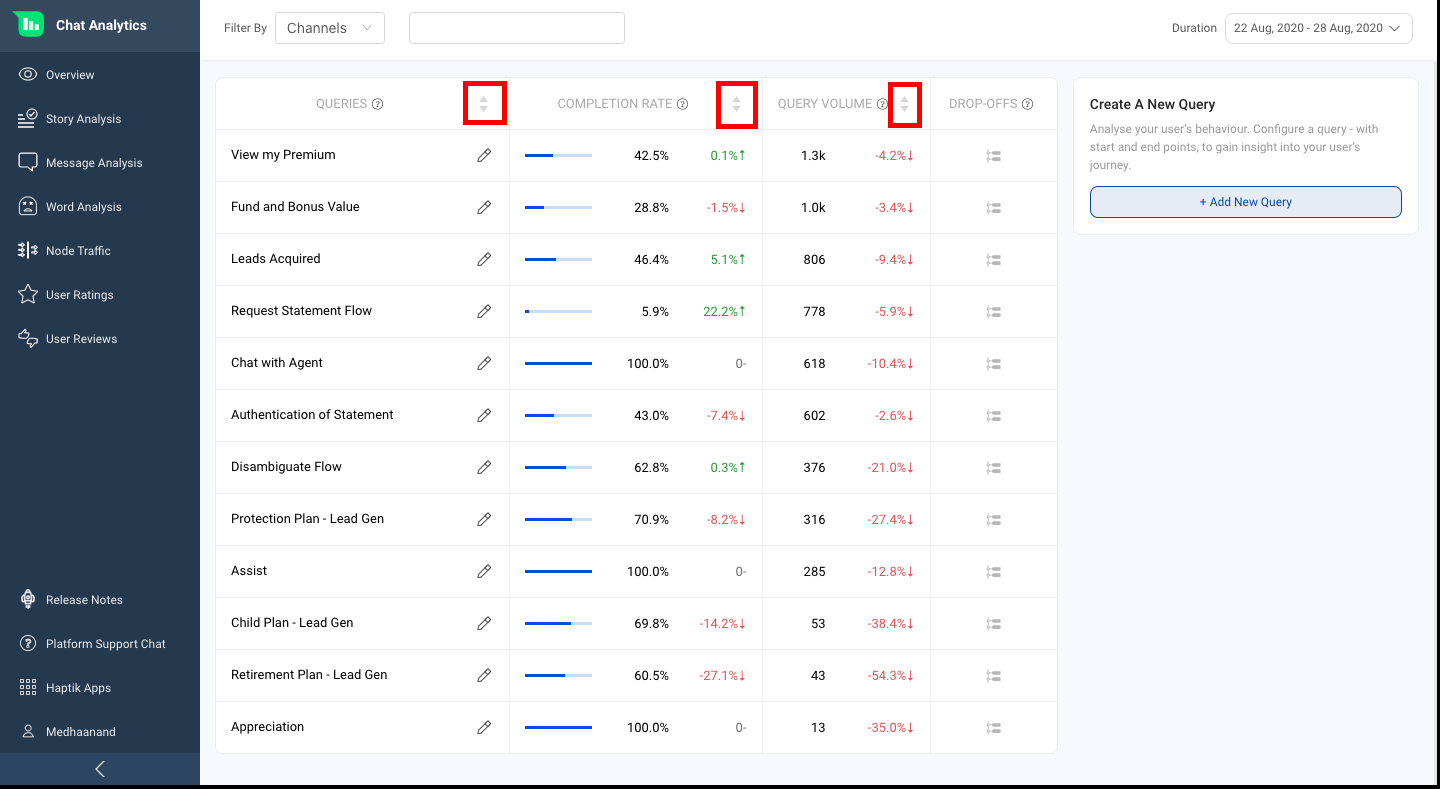 Chat Analytics
Overview
Story Analysis
Message Analysis
Word Analysis
Node Traffic
User Ratings
User Reviews
Release Notes
Platform Support Chat
Haptik Apps
Medhaanand
Filter By Channels
Duration 22 Aug, 2020 - 28 Aug, 2020
QUERIES ? COMPLETION RATE ? QUERY VOLUME ? DROP-OFFS ?
View my Premium 42.5% 0.1%↑ 1.3k -4.2%↓
Fund and Bonus Value 28.8% -1.5%↓ 1.0k -3.4%↓
Leads Acquired 46.4% 5.1%↑ 806 -9.4%↓
Request Statement Flow 5.9% 22.2%↑ 778 -5.9%↓
Chat with Agent 100.0% 0- 618 -10.4%↓
Authentication of Statement 43.0% -7.4%↓ 602 -2.6%↓
Disambiguate Flow 62.8% 0.3%↑ 376 -21.0%↓
Protection Plan - Lead Gen 70.9% -8.2%↓ 316 -27.4%↓
Assist 100.0% 0- 285 -12.8%↓
Child Plan - Lead Gen 69.8% -14.2%↓ 53 -38.4%↓
Retirement Plan - Lead Gen 60.5% -27.1%↓ 43 -54.3%↓
Appreciation 100.0% 0- 13 -35.0%↓
Create A New Query
Analyse your user's behaviour. Configure a query - with
start and end points, to gain insight into your user's
journey.
+ Add New Query